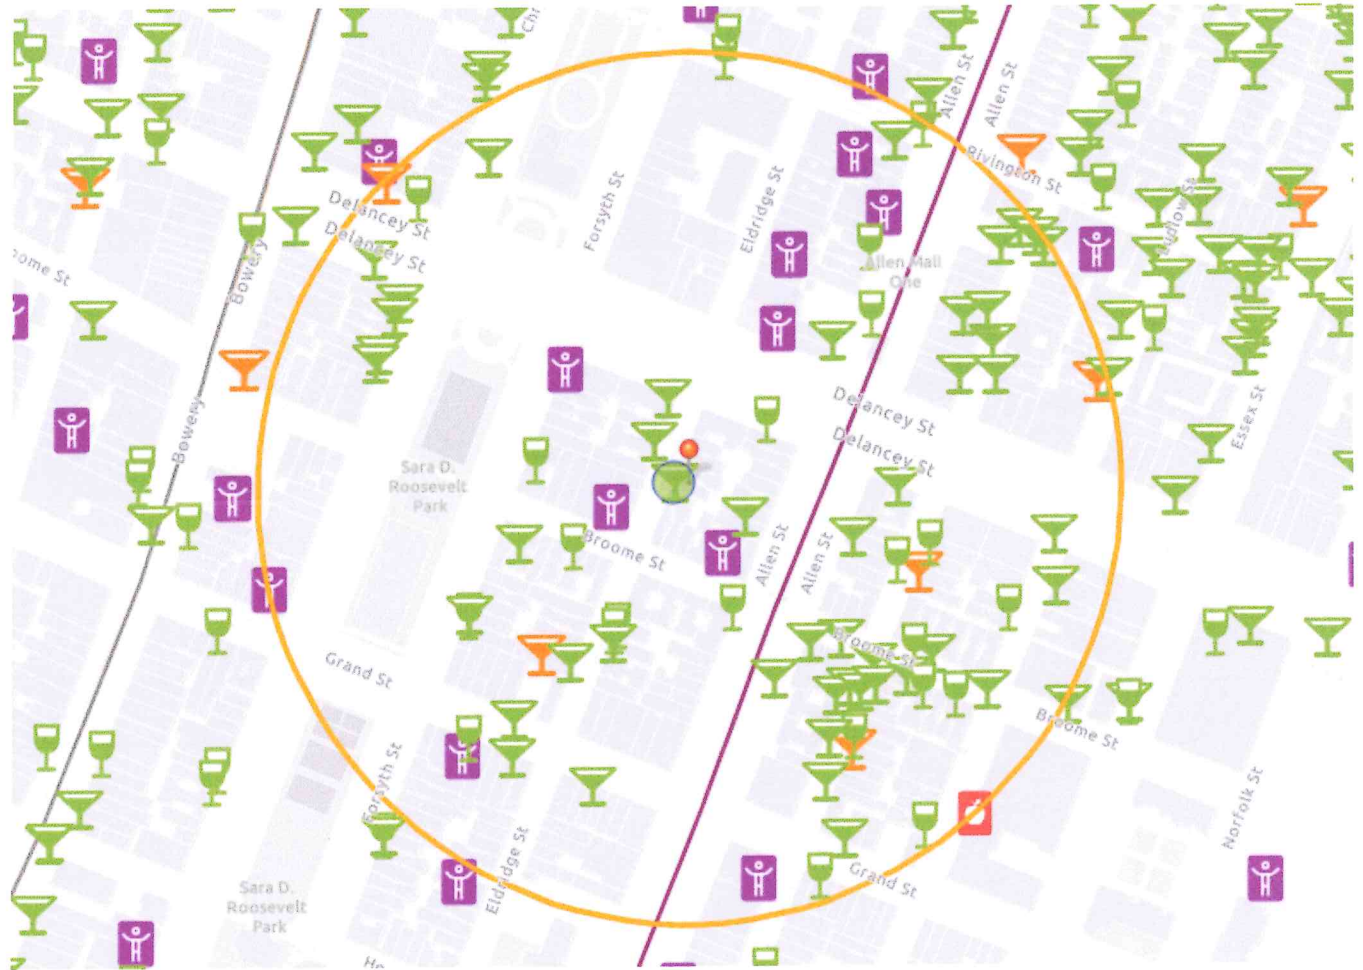 Allen St
Allen St
Rivington St
Forsyth St
Eldridge St
Ludlow St
Delancey St
Delancey St
Bowery
Allen Mall
One
Bowery
Delancey St
Delancey St
Essex St
Sara D.
Roosevelt
Park
Broome St
Allen St
Allen St
Broome St
Grand St
Broome St
Forsyth St
Norfolk St
Eldridge St
Grand St
Sara D.
Roosevelt
Park